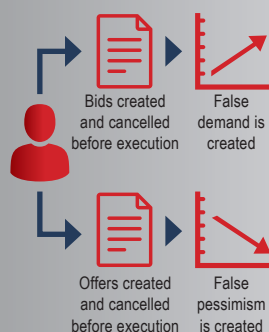 Bids created
and cancelled
before execution
False
demand is
created
Offers created
and cancelled
before execution
False
pessimism
is created